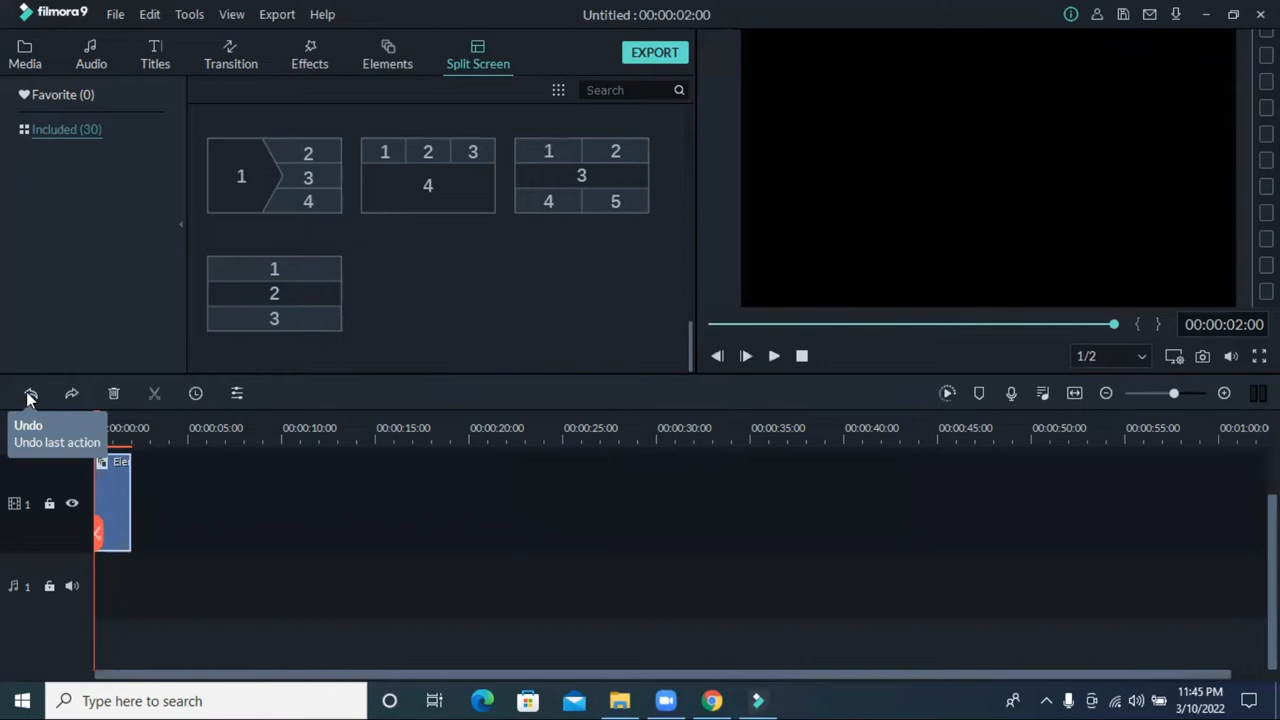 filmora9 File Edit Tools View Export Help Untitled : 00:00:02:00
Media Audio Titles Transition Effects Elements Split Screen EXPORT
Favorite (0)
Search
Included (30)
1 2 3 4
1 2 3 4
1 2 3 4 5
1 2 3
{ } 00:00:02:00
1/2
Undo
Undo last action
00:00:00 00:00:05:00 00:00:10:00 00:00:15:00 00:00:20:00 00:00:25:00 00:00:30:00 00:00:35:00 00:00:40:00 00:00:45:00 00:00:50:00 00:00:55:00 00:01:00:0
Eler
1
1
Type here to search
11:45 PM
3/10/2022